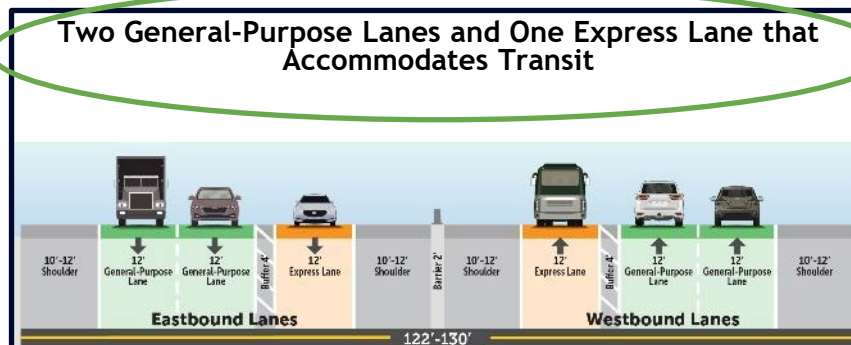 Two General-Purpose Lanes and One Express Lane that
Accommodates Transit
10'-12'
Shoulder
12'
General-Purpose
Lane
12'
General-Purpose
Lane
Buffer 4'
12'
Express Lane
10'-12'
Shoulder
Barrier 2'
10'-12'
Shoulder
12'
Express Lane
Buffer 4'
12'
General-Purpose
Lane
12'
General-Purpose
Lane
10'-12'
Shoulder
Eastbound Lanes
Westbound Lanes
122'-130'